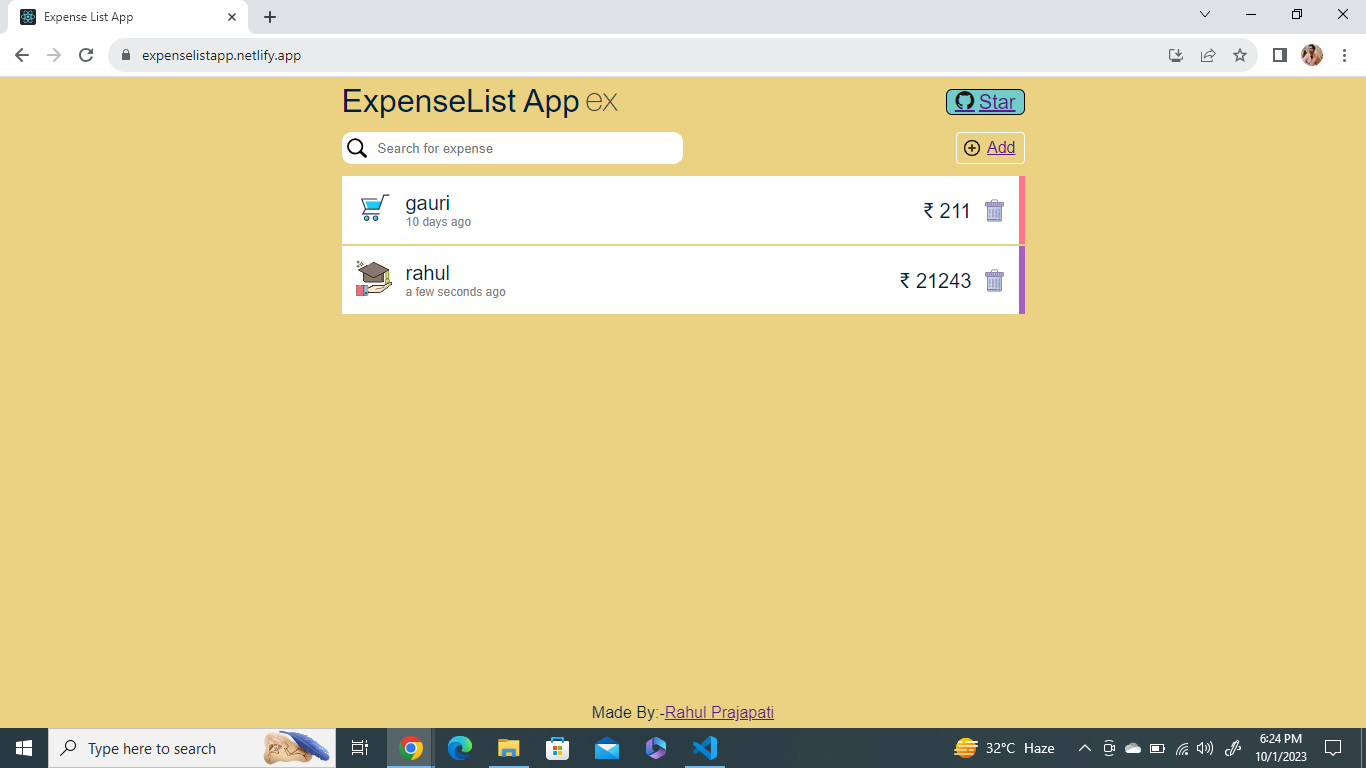 Expense List App
expenselistapp.netlify.app
ExpenseList App ex
Star
Search for expense
Add
gauri
10 days ago
₹ 211
rahul
a few seconds ago
₹ 21243
Made By:-Rahul Prajapati
Type here to search
32°C Haze
6:24 PM
10/1/2023